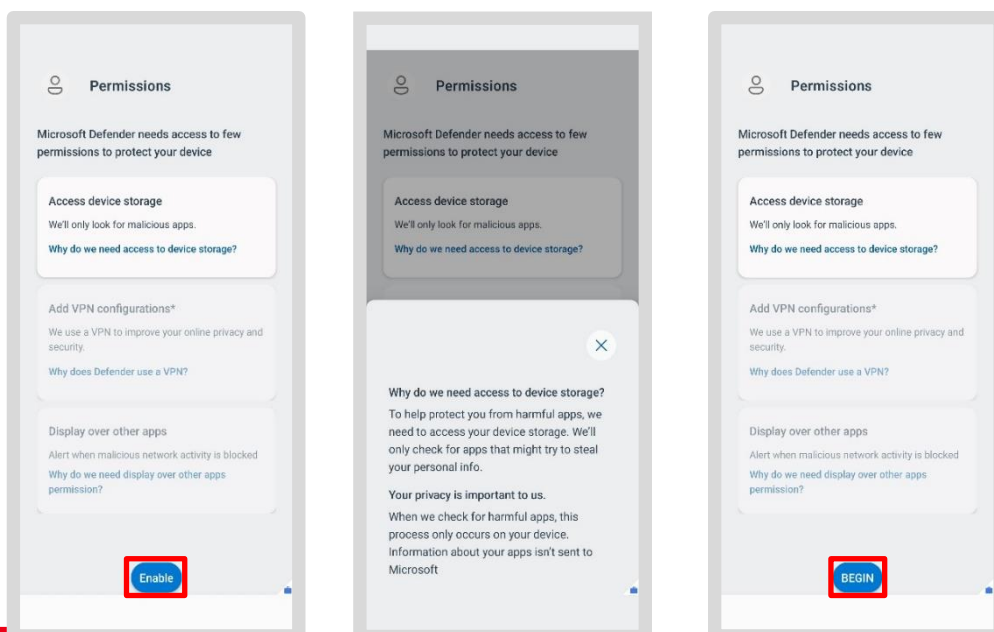 Permissions
Microsoft Defender needs access to few
permissions to protect your device
Access device storage
We'll only look for malicious apps.
Why do we need access to device storage?
Add VPN configurations*
We use a VPN to improve your online privacy and
security.
Why does Defender use a VPN?
Display over other apps
Alert when malicious network activity is blocked
Why do we need display over other apps
permission?
Enable
Permissions
Microsoft Defender needs access to few
permissions to protect your device
Access device storage
We'll only look for malicious apps.
Why do we need access to device storage?
Why do we need access to device storage?
To help protect you from harmful apps, we
need to access your device storage. We'll
only check for apps that might try to steal
your personal info.
Your privacy is important to us.
When we check for harmful apps, this
process only occurs on your device.
Information about your apps isn't sent to
Microsoft
Permissions
Microsoft Defender needs access to few
permissions to protect your device
Access device storage
We'll only look for malicious apps.
Why do we need access to device storage?
Add VPN configurations*
We use a VPN to improve your online privacy and
security.
Why does Defender use a VPN?
Display over other apps
Alert when malicious network activity is blocked
Why do we need display over other apps
permission?
BEGIN